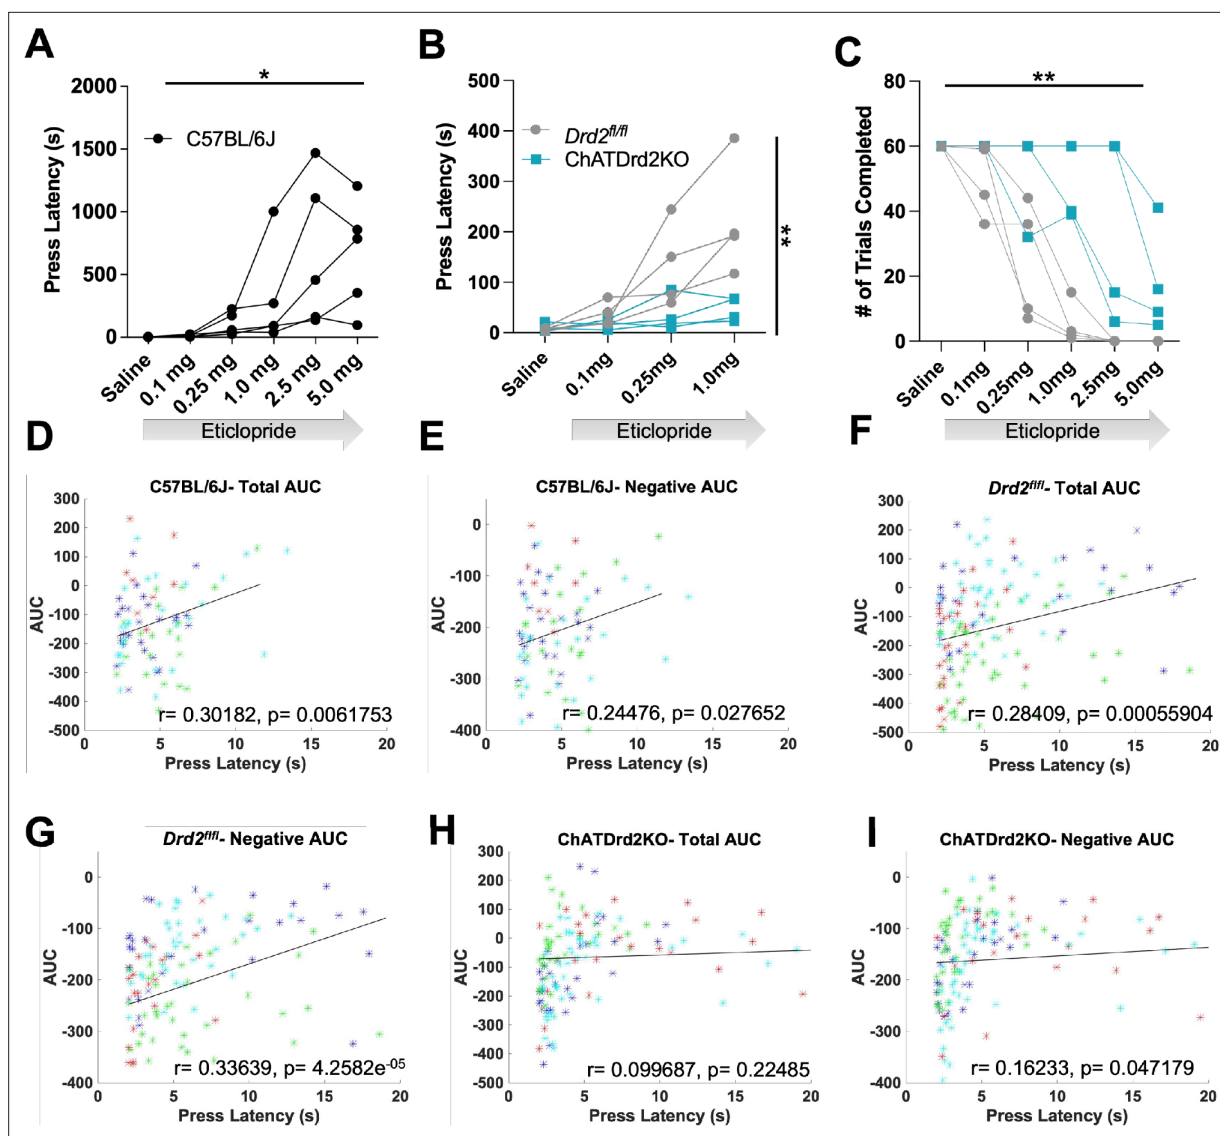 A
B
C
Press Latency (s)
2000
1500
1000
500
0
*
C57BL/6J
Saline
0.1 mg
0.25 mg
1.0 mg
2.5 mg
5.0 mg
Eticlopride
Press Latency (s)
500
400
300
200
100
0
Drd2fl/fl
ChATDrd2KO
**
Saline
0.1mg
0.25mg
1.0mg
Eticlopride
# of Trials Completed
80
60
40
20
0
**
Saline
0.1mg
0.25mg
1.0mg
2.5mg
5.0mg
Eticlopride
D
C57BL/6J- Total AUC
AUC
300
200
100
0
-100
-200
-300
-400
-500
r= 0.30182, p= 0.0061753
0 5 10 15 20
Press Latency (s)
E
C57BL/6J- Negative AUC
AUC
0
-100
-200
-300
-400
r= 0.24476, p= 0.027652
0 5 10 15 20
Press Latency (s)
F
Drd2flfl- Total AUC
AUC
300
200
100
0
-100
-200
-300
-400
-500
r= 0.28409, p= 0.00055904
0 5 10 15 20
Press Latency (s)
G
Drd2flfl- Negative AUC
AUC
0
-100
-200
-300
-400
r= 0.33639, p= 4.2582e-05
0 5 10 15 20
Press Latency (s)
H
ChATDrd2KO- Total AUC
AUC
300
200
100
0
-100
-200
-300
-400
-500
r= 0.099687, p= 0.22485
0 5 10 15 20
Press Latency (s)
I
ChATDrd2KO- Negative AUC
AUC
0
-100
-200
-300
-400
r= 0.16233, p= 0.047179
0 5 10 15 20
Press Latency (s)